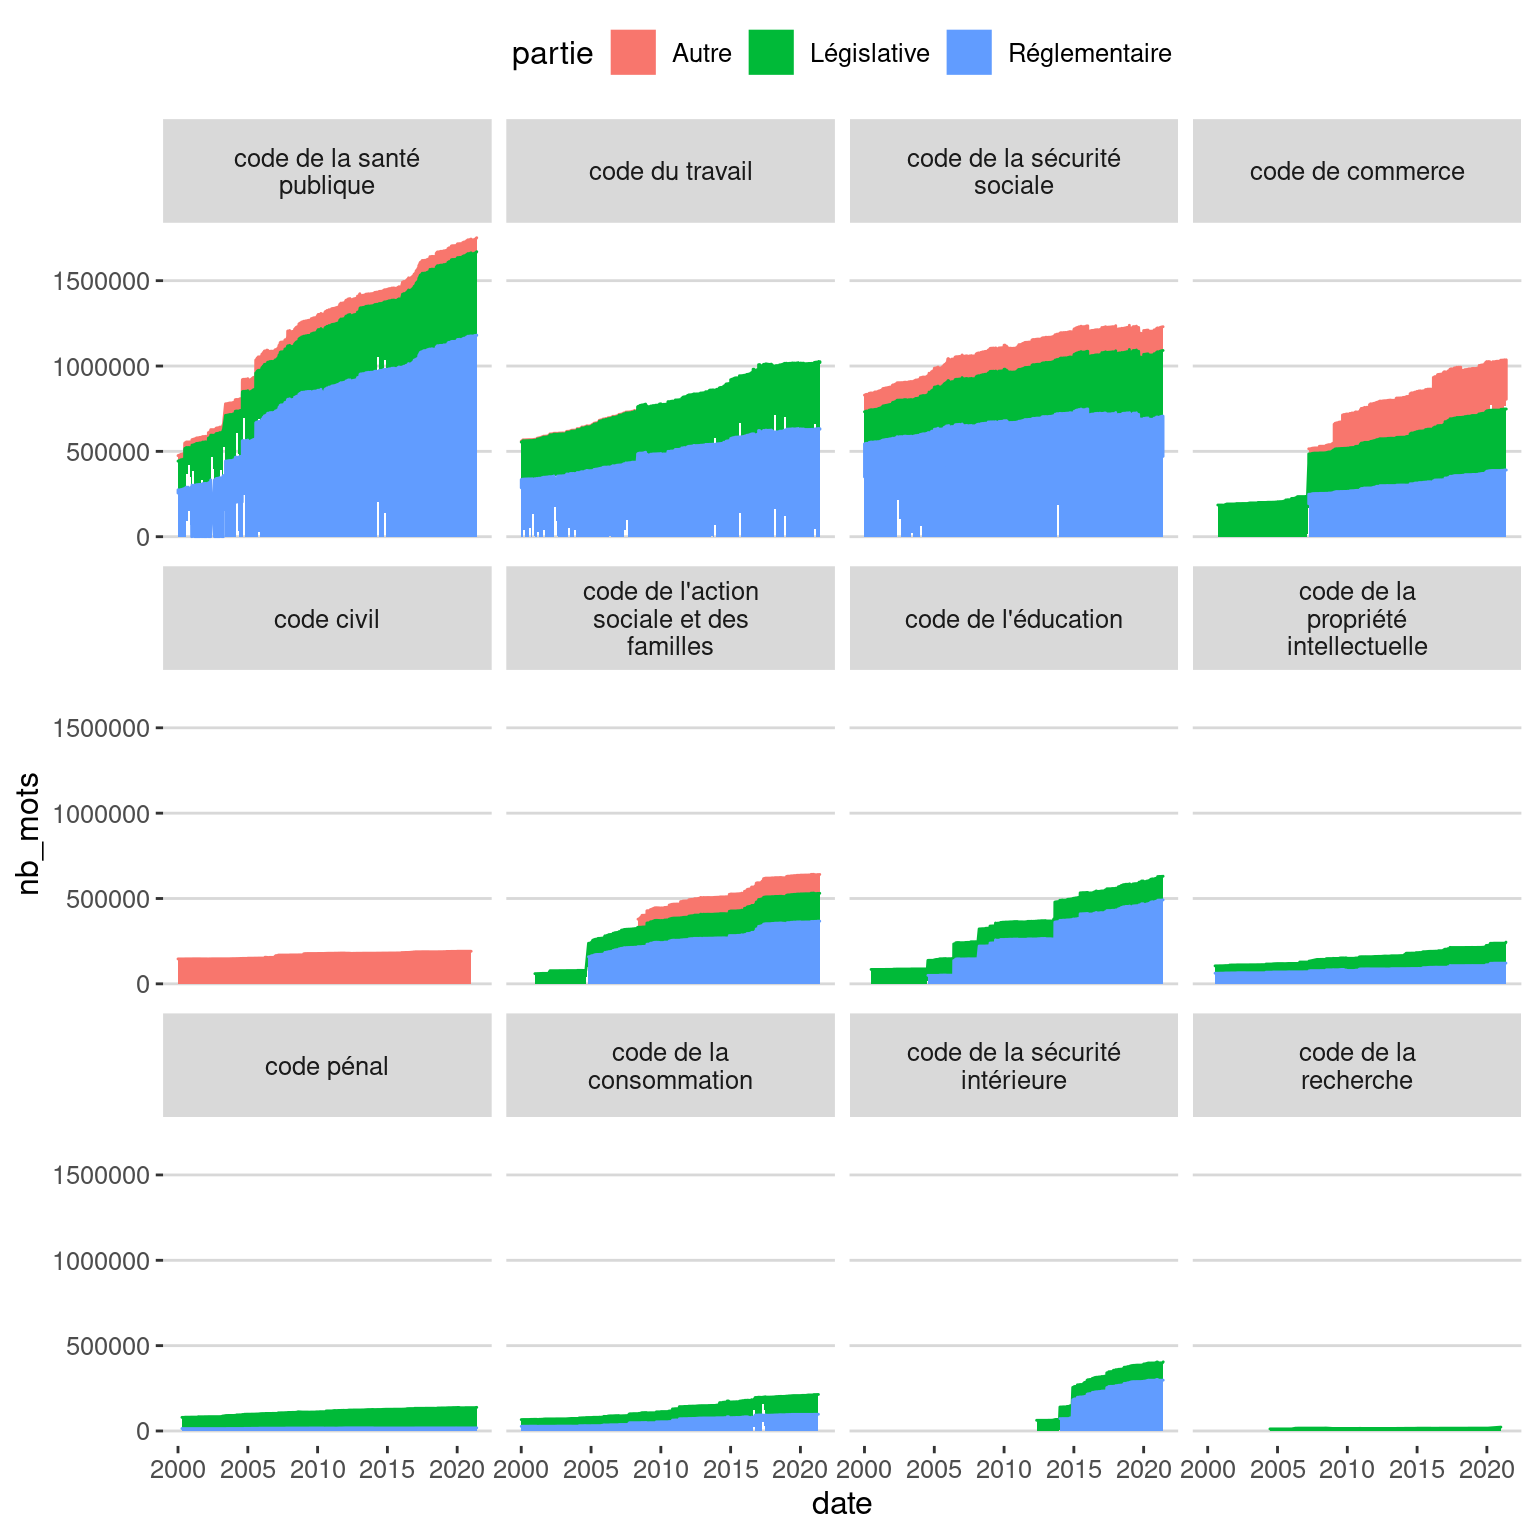 partie Autre Législative Réglementaire
code de la santé
publique
code du travail
code de la sécurité
sociale
code de commerce
1500000
1000000
500000
0
code civil
code de l'action
sociale et des
familles
code de l'éducation
code de la
propriété
intellectuelle
1500000
1000000
500000
0
nb_mots
code pénal
code de la
consommation
code de la sécurité
intérieure
code de la
recherche
1500000
1000000
500000
0
2000 2005 2010 2015 2020 2000 2005 2010 2015 2020 2000 2005 2010 2015 2020 2000 2005 2010 2015 2020
date